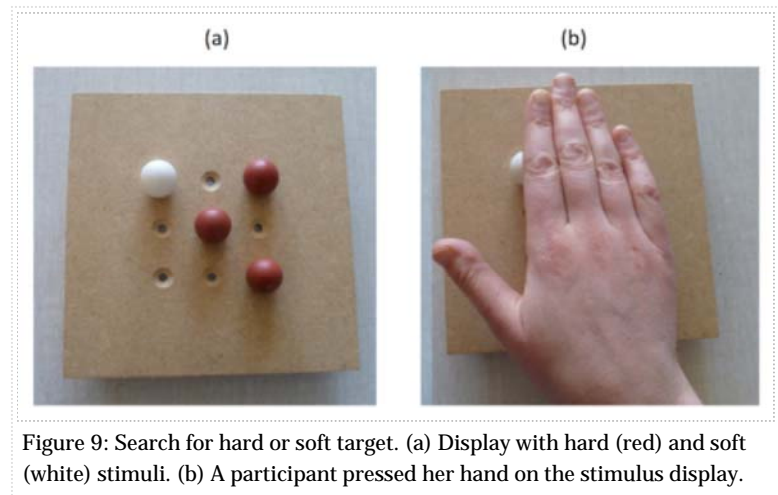 (a) (b)
Figure 9: Search for hard or soft target. (a) Display with hard (red) and soft
(white) stimuli. (b) A participant pressed her hand on the stimulus display.